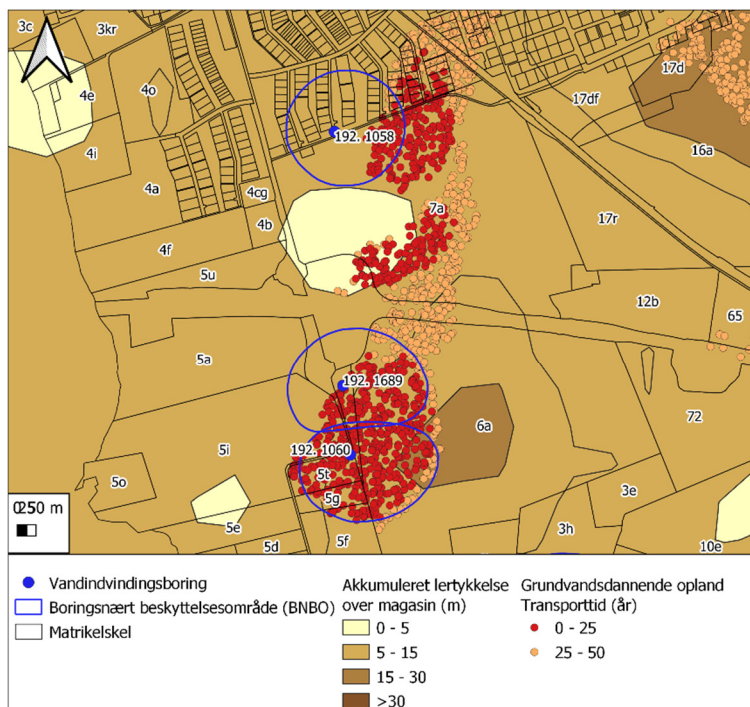 3c
3kr
17d
4e
4o
17df
192. 1058
16a
4i
4a
4cg
7a
4b
17r
4f
5u
12b
65
5a
192. 1689
72
6a
5i
192. 1060
5o
5t
5g
3e
0250 m
5e
3h
5d
5f
10e
Vandindvindingsboring
Boringsnært beskyttelsesområde (BNBO)
Matrikelskel
Akkumuleret lertykkelse
over magasin (m)
0 - 5
5 - 15
15 - 30
>30
Grundvandsdannende opland
Transporttid (år)
0 - 25
25 - 50